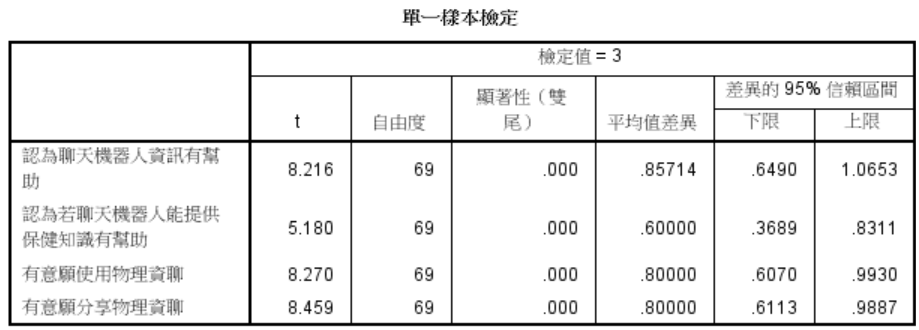 單一樣本檢定
檢定值 = 3
差異的 95% 信賴區間
t 自由度 顯著性（雙尾） 平均值差異 下限 上限
認為聊天機器人資訊有幫
助 8.216 69 .000 .85714 .6490 1.0653
認為若聊天機器人能提供
保健知識有幫助 5.180 69 .000 .60000 .3689 .8311
有意願使用物理資聊 8.270 69 .000 .80000 .6070 .9930
有意願分享物理資聊 8.459 69 .000 .80000 .6113 .9887